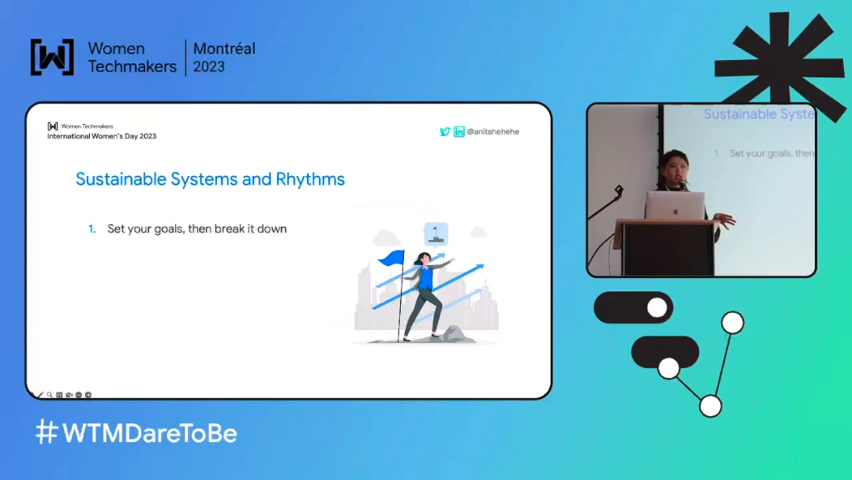 Women
Techmakers
Montréal
2023
Women Techmakers
International Women's Day 2023
@anitahehehe
Sustainable Systems and Rhythms
1. Set your goals, then break it down
Sustainable Syste
1. Set your goals, then
#WTMDareToBe